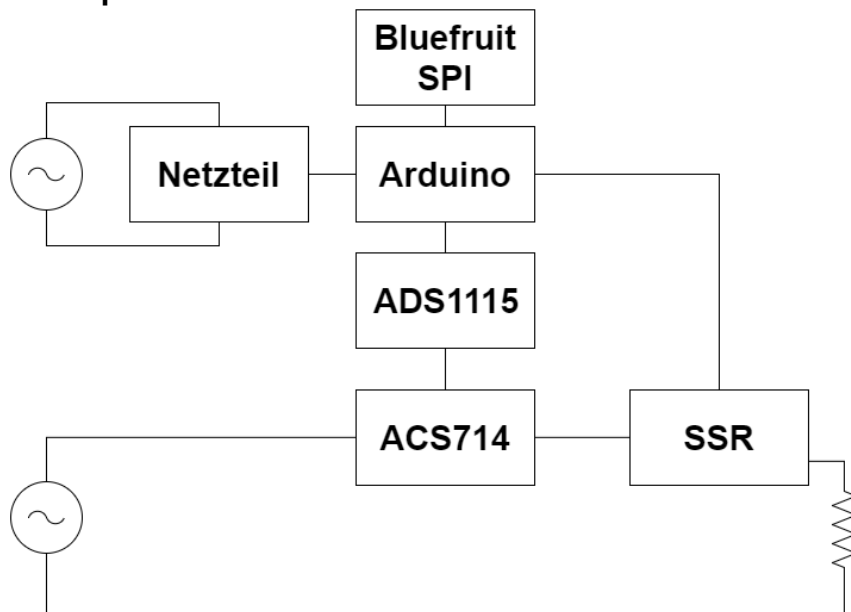 Bluefruit
SPI
Netzteil
Arduino
ADS1115
ACS714
SSR